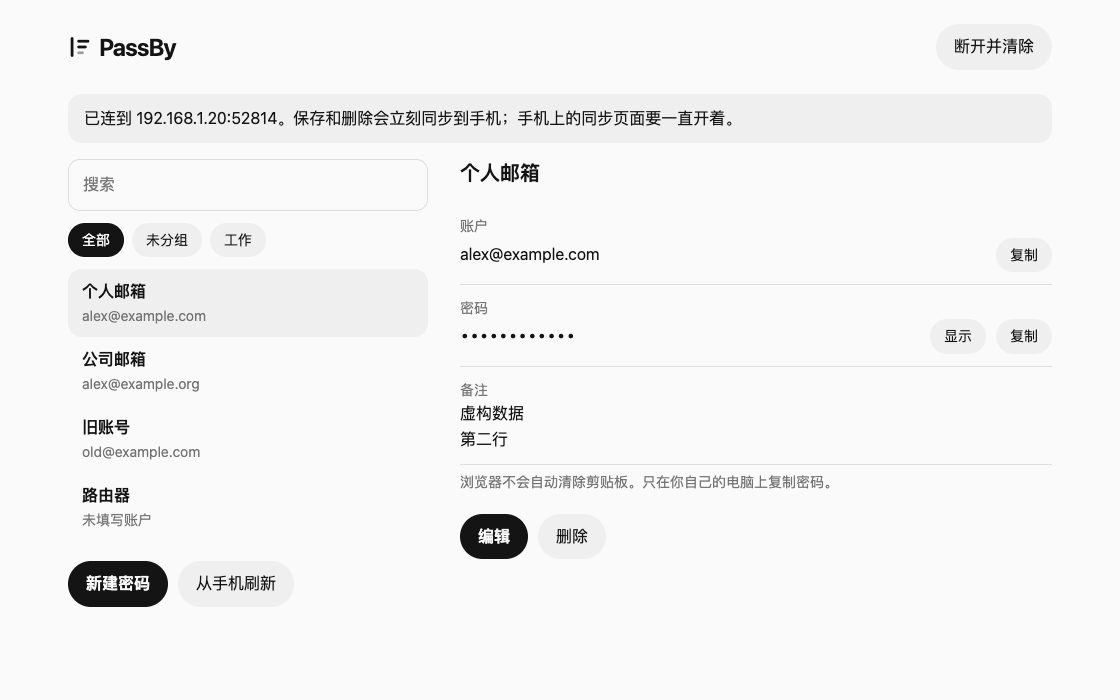 PassBy
断开并清除
已连到 192.168.1.20:52814。保存和删除会立刻同步到手机；手机上的同步页面要一直开着。
搜索
全部
未分组
工作
个人邮箱
alex@example.com
公司邮箱
alex@example.org
旧账号
old@example.com
路由器
未填写账户
新建密码
从手机刷新
个人邮箱
账户
alex@example.com
复制
密码
••••••••••••
显示
复制
备注
虚构数据
第二行
浏览器不会自动清除剪贴板。只在你自己的电脑上复制密码。
编辑
删除